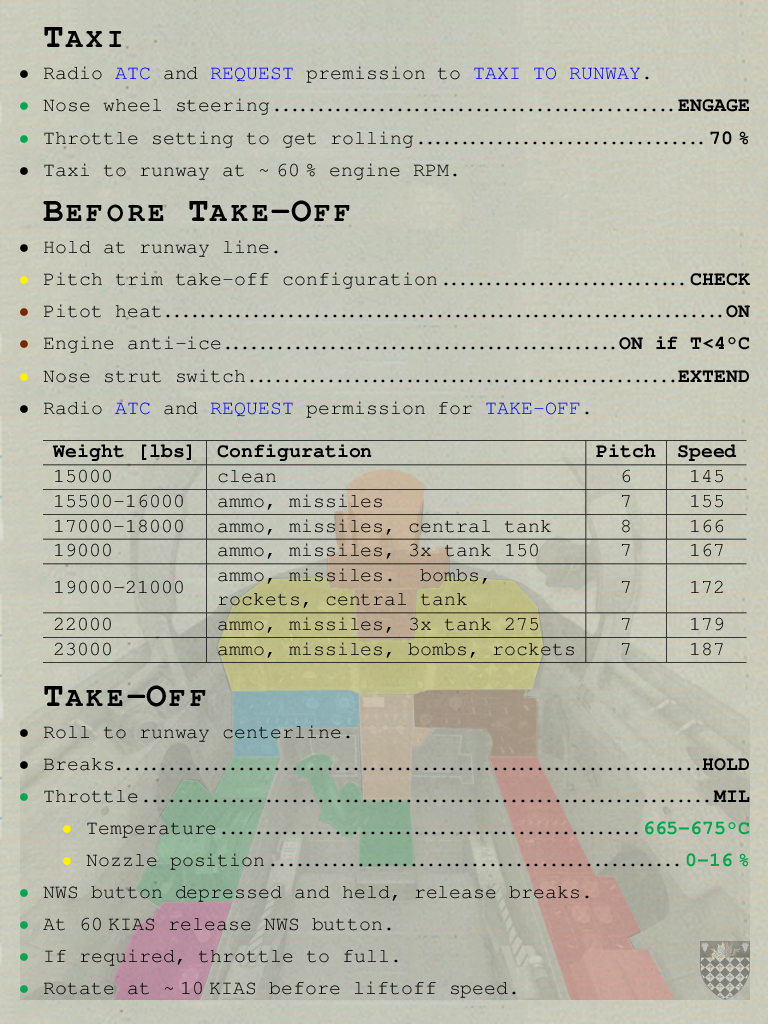 TAXI
• Radio ATC and REQUEST premission to TAXI TO RUNWAY.
• Nose wheel steering............................................ENGAGE
• Throttle setting to get rolling................................ 70 %
• Taxi to runway at ~ 60 % engine RPM.
BEFORE TAKE-OFF
• Hold at runway line.
• Pitch trim take-off configuration...........................CHECK
• Pitot heat..............................................................ON
• Engine anti-ice...........................................ON if T<4°C
• Nose strut switch................................................EXTEND
• Radio ATC and REQUEST permission for TAKE-OFF.
Weight [lbs] Configuration Pitch Speed
15000 clean 6 145
15500-16000 ammo, missiles 7 155
17000-18000 ammo, missiles, central tank 8 166
19000 ammo, missiles, 3x tank 150 7 167
19000-21000 ammo, missiles. bombs, 7 172
rockets, central tank
22000 ammo, missiles, 3x tank 275 7 179
23000 ammo, missiles, bombs, rockets 7 187
TAKE-OFF
• Roll to runway centerline.
• Breaks.................................................................HOLD
• Throttle...............................................................MIL
• Temperature..............................................665-675°C
• Nozzle position.............................................0-16 %
• NWS button depressed and held, release breaks.
• At 60 KIAS release NWS button.
• If required, throttle to full.
• Rotate at ~ 10 KIAS before liftoff speed.